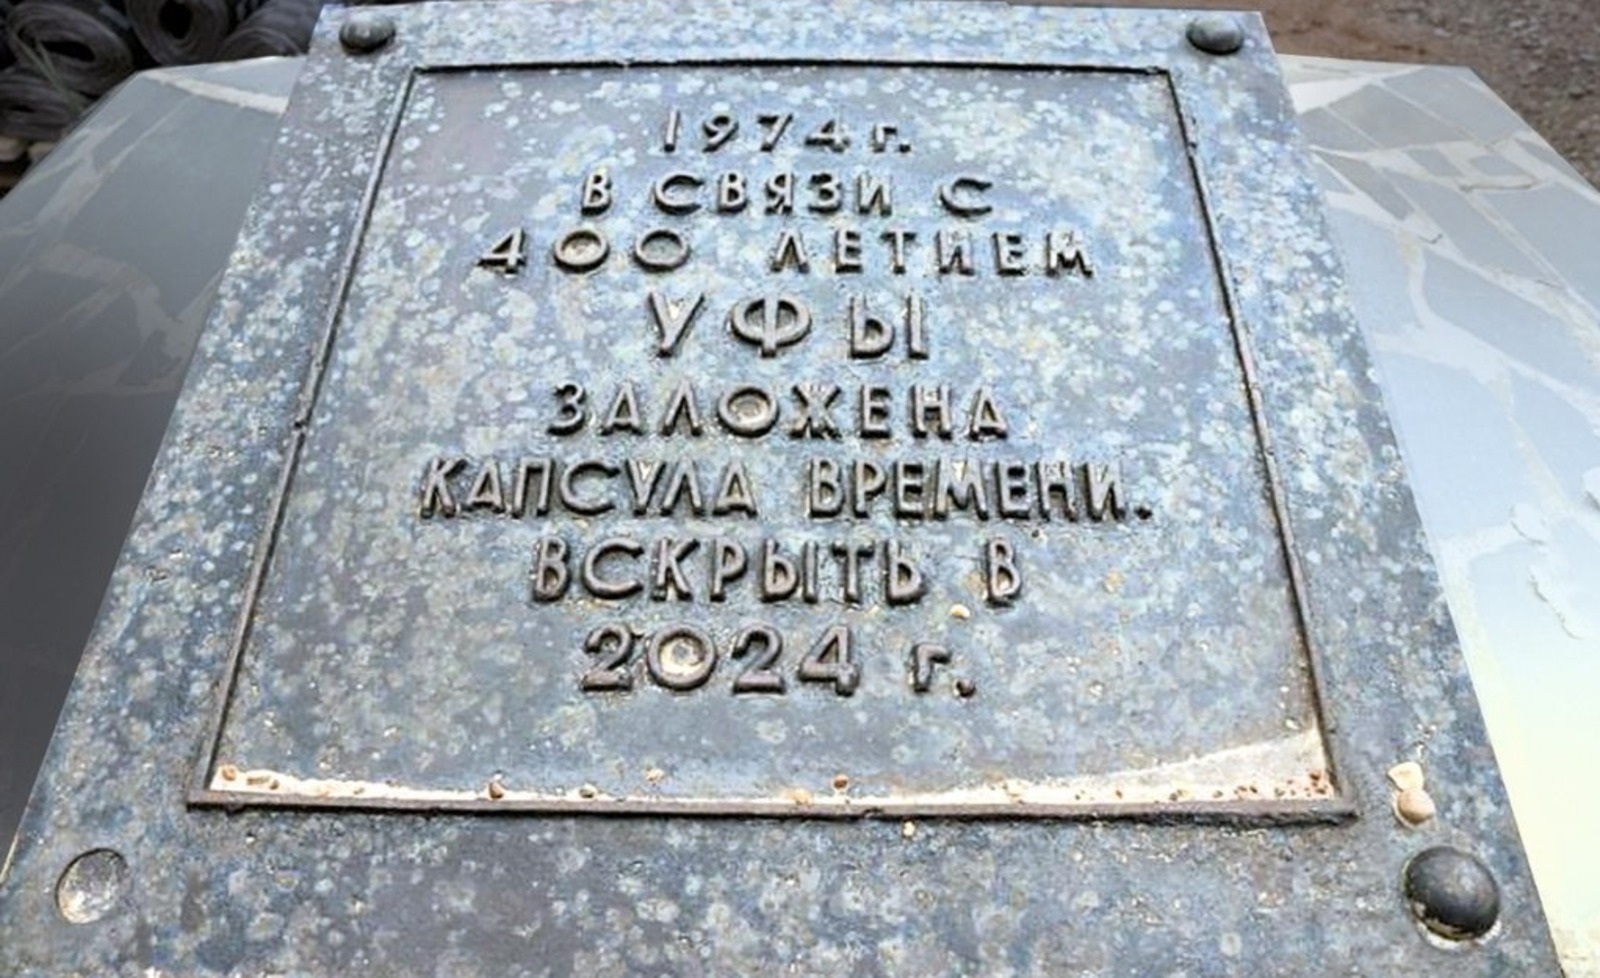 1974 г.
В СВЯЗИ С
400 ЛЕТИЕМ
УФЫ
ЗАЛОЖЕНА
КАПСУЛА ВРЕМЕНИ.
ВСКРЫТЬ В
2024 г.